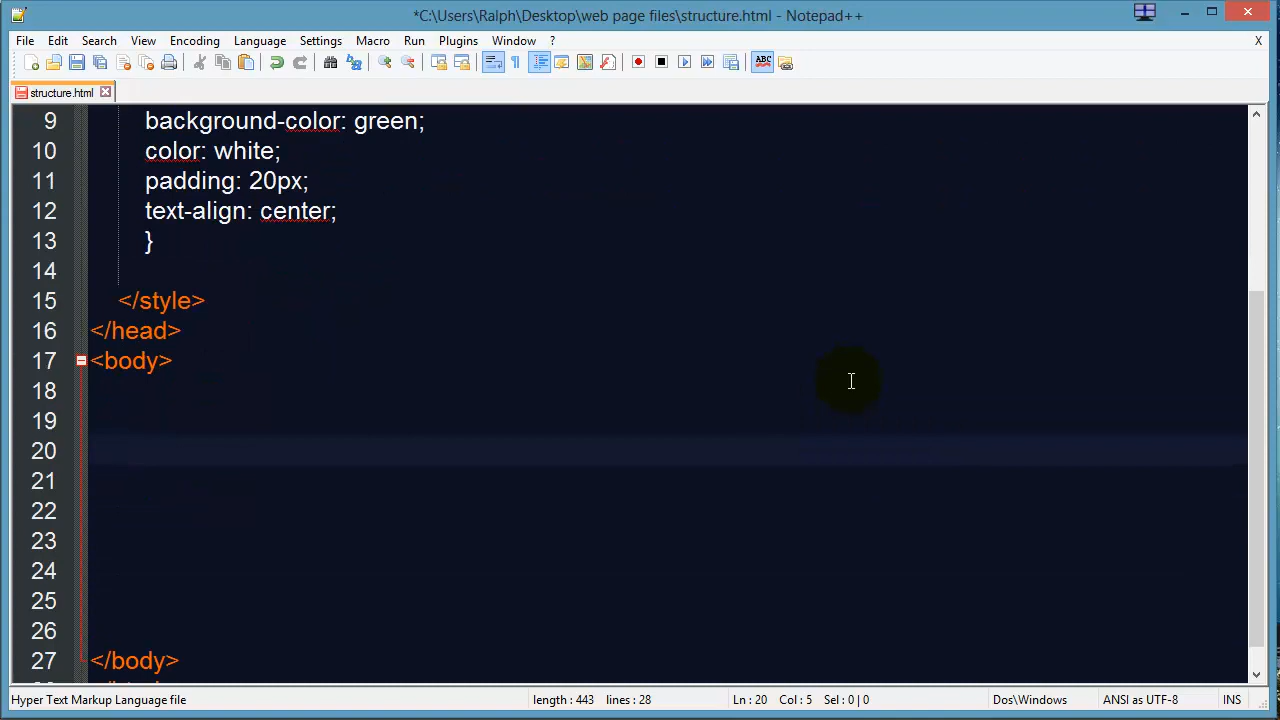 *C:\Users\Ralph\Desktop\web page files\structure.html - Notepad++
File Edit Search View Encoding Language Settings Macro Run Plugins Window ? X
ABC
structure.html
9 background-color: green;
10 color: white;
11 padding: 20px;
12 text-align: center;
13 }
14
15 </style>
16 </head>
17 <body>
18
19
20
21
22
23
24
25
26
27 </body>
Hyper Text Markup Language file length : 443 lines : 28 Ln : 20 Col : 5 Sel : 0 | 0 Dos\Windows ANSI as UTF-8 INS